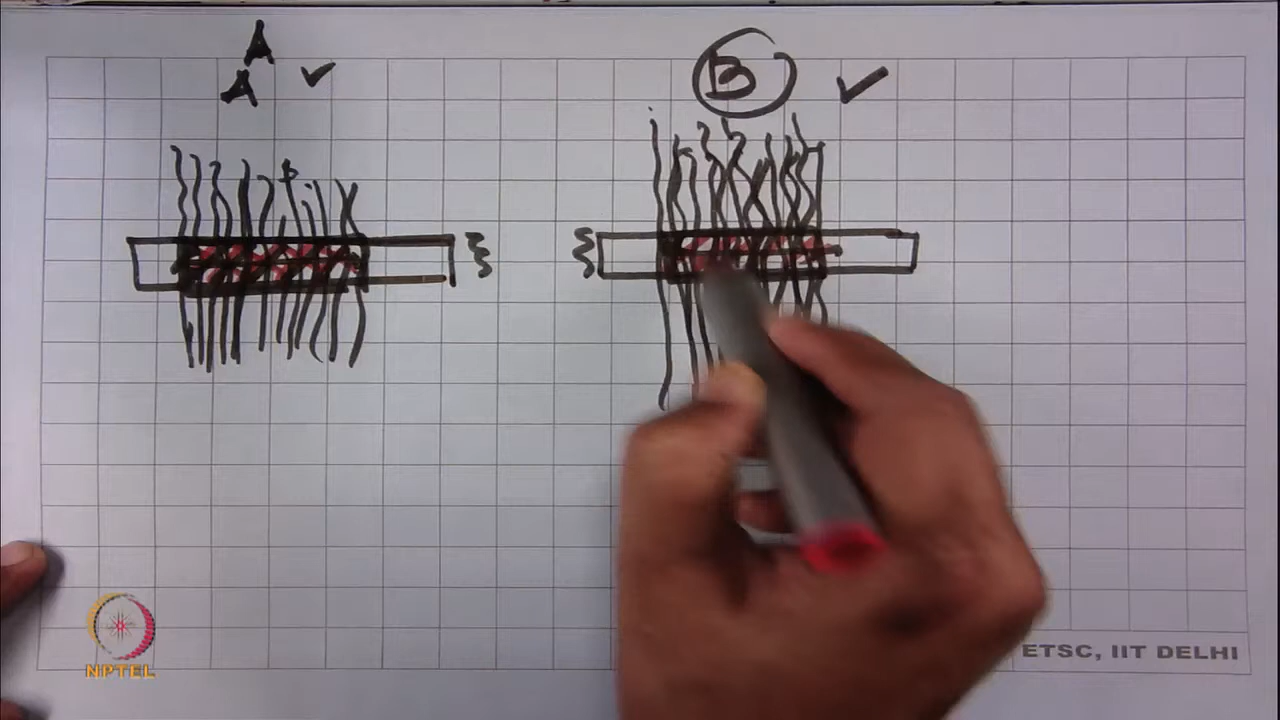 A
A ✓
B ✓
NPTEL
ETSC, IIT DELHI